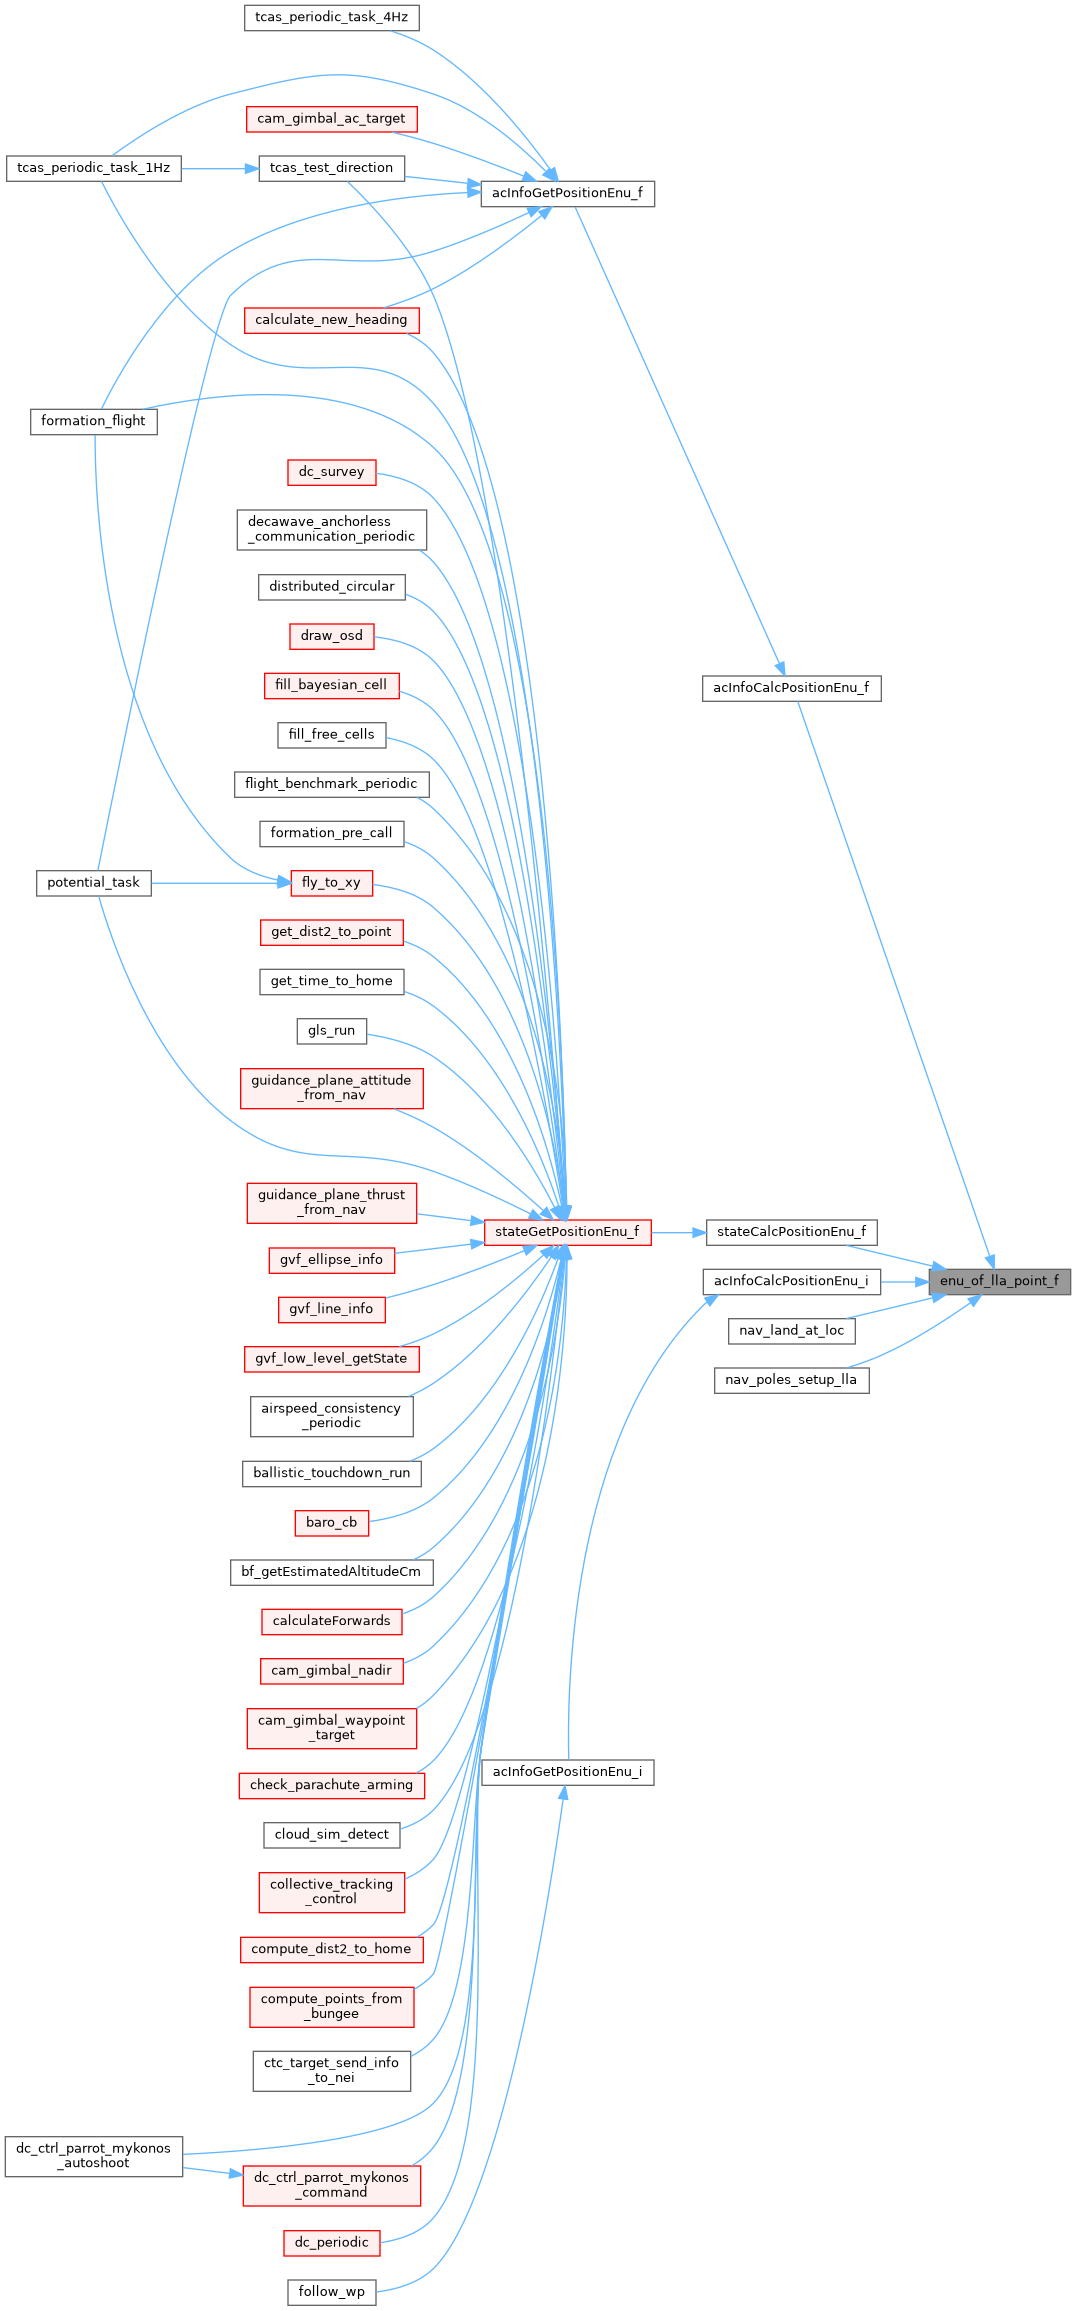 tcas_periodic_task_4Hz
cam_gimbal_ac_target
tcas_periodic_task_1Hz
tcas_test_direction
acInfoGetPositionEnu_f
calculate_new_heading
formation_flight
dc_survey
decawave_anchorless
_communication_periodic
distributed_circular
draw_osd
fill_bayesian_cell
acInfoCalcPositionEnu_f
fill_free_cells
flight_benchmark_periodic
formation_pre_call
potential_task
fly_to_xy
get_dist2_to_point
get_time_to_home
gls_run
guidance_plane_attitude
_from_nav
guidance_plane_thrust
_from_nav
stateGetPositionEnu_f
stateCalcPositionEnu_f
gvf_ellipse_info
acInfoCalcPositionEnu_i
enu_of_lla_point_f
gvf_line_info
nav_land_at_loc
gvf_low_level_getState
nav_poles_setup_lla
airspeed_consistency
_periodic
ballistic_touchdown_run
baro_cb
bf_getEstimatedAltitudeCm
calculateForwards
cam_gimbal_nadir
cam_gimbal_waypoint
_target
acInfoGetPositionEnu_i
check_parachute_arming
cloud_sim_detect
collective_tracking
_control
compute_dist2_to_home
compute_points_from
_bungee
ctc_target_send_info
_to_nei
dc_ctrl_parrot_mykonos
_autoshoot
dc_ctrl_parrot_mykonos
_command
dc_periodic
follow_wp